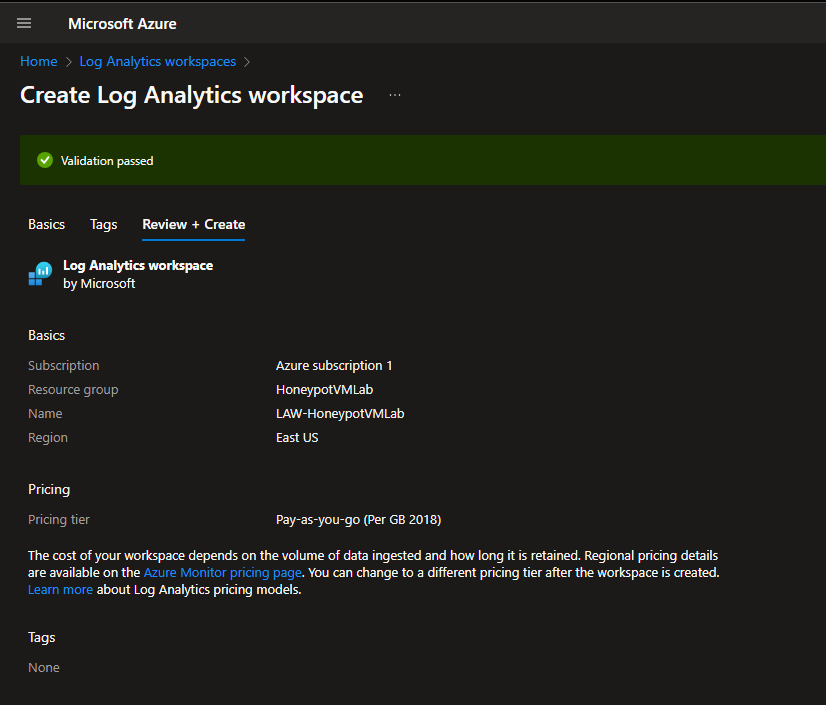 Microsoft Azure
Home > Log Analytics workspaces >
Create Log Analytics workspace ...
Validation passed
Basics Tags Review + Create
Log Analytics workspace
by Microsoft
Basics
Subscription Azure subscription 1
Resource group HoneypotVMLab
Name LAW-HoneypotVMLab
Region East US
Pricing
Pricing tier Pay-as-you-go (Per GB 2018)
The cost of your workspace depends on the volume of data ingested and how long it is retained. Regional pricing details
are available on the Azure Monitor pricing page. You can change to a different pricing tier after the workspace is created.
Learn more about Log Analytics pricing models.
Tags
None